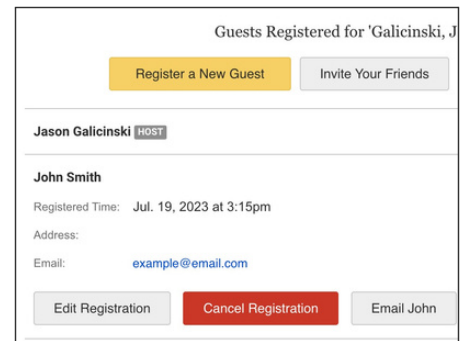 Guests Registered for 'Galicinski, J
Register a New Guest Invite Your Friends
Jason Galicinski HOST
John Smith
Registered Time: Jul. 19, 2023 at 3:15pm
Address:
Email: example@email.com
Edit Registration Cancel Registration Email John